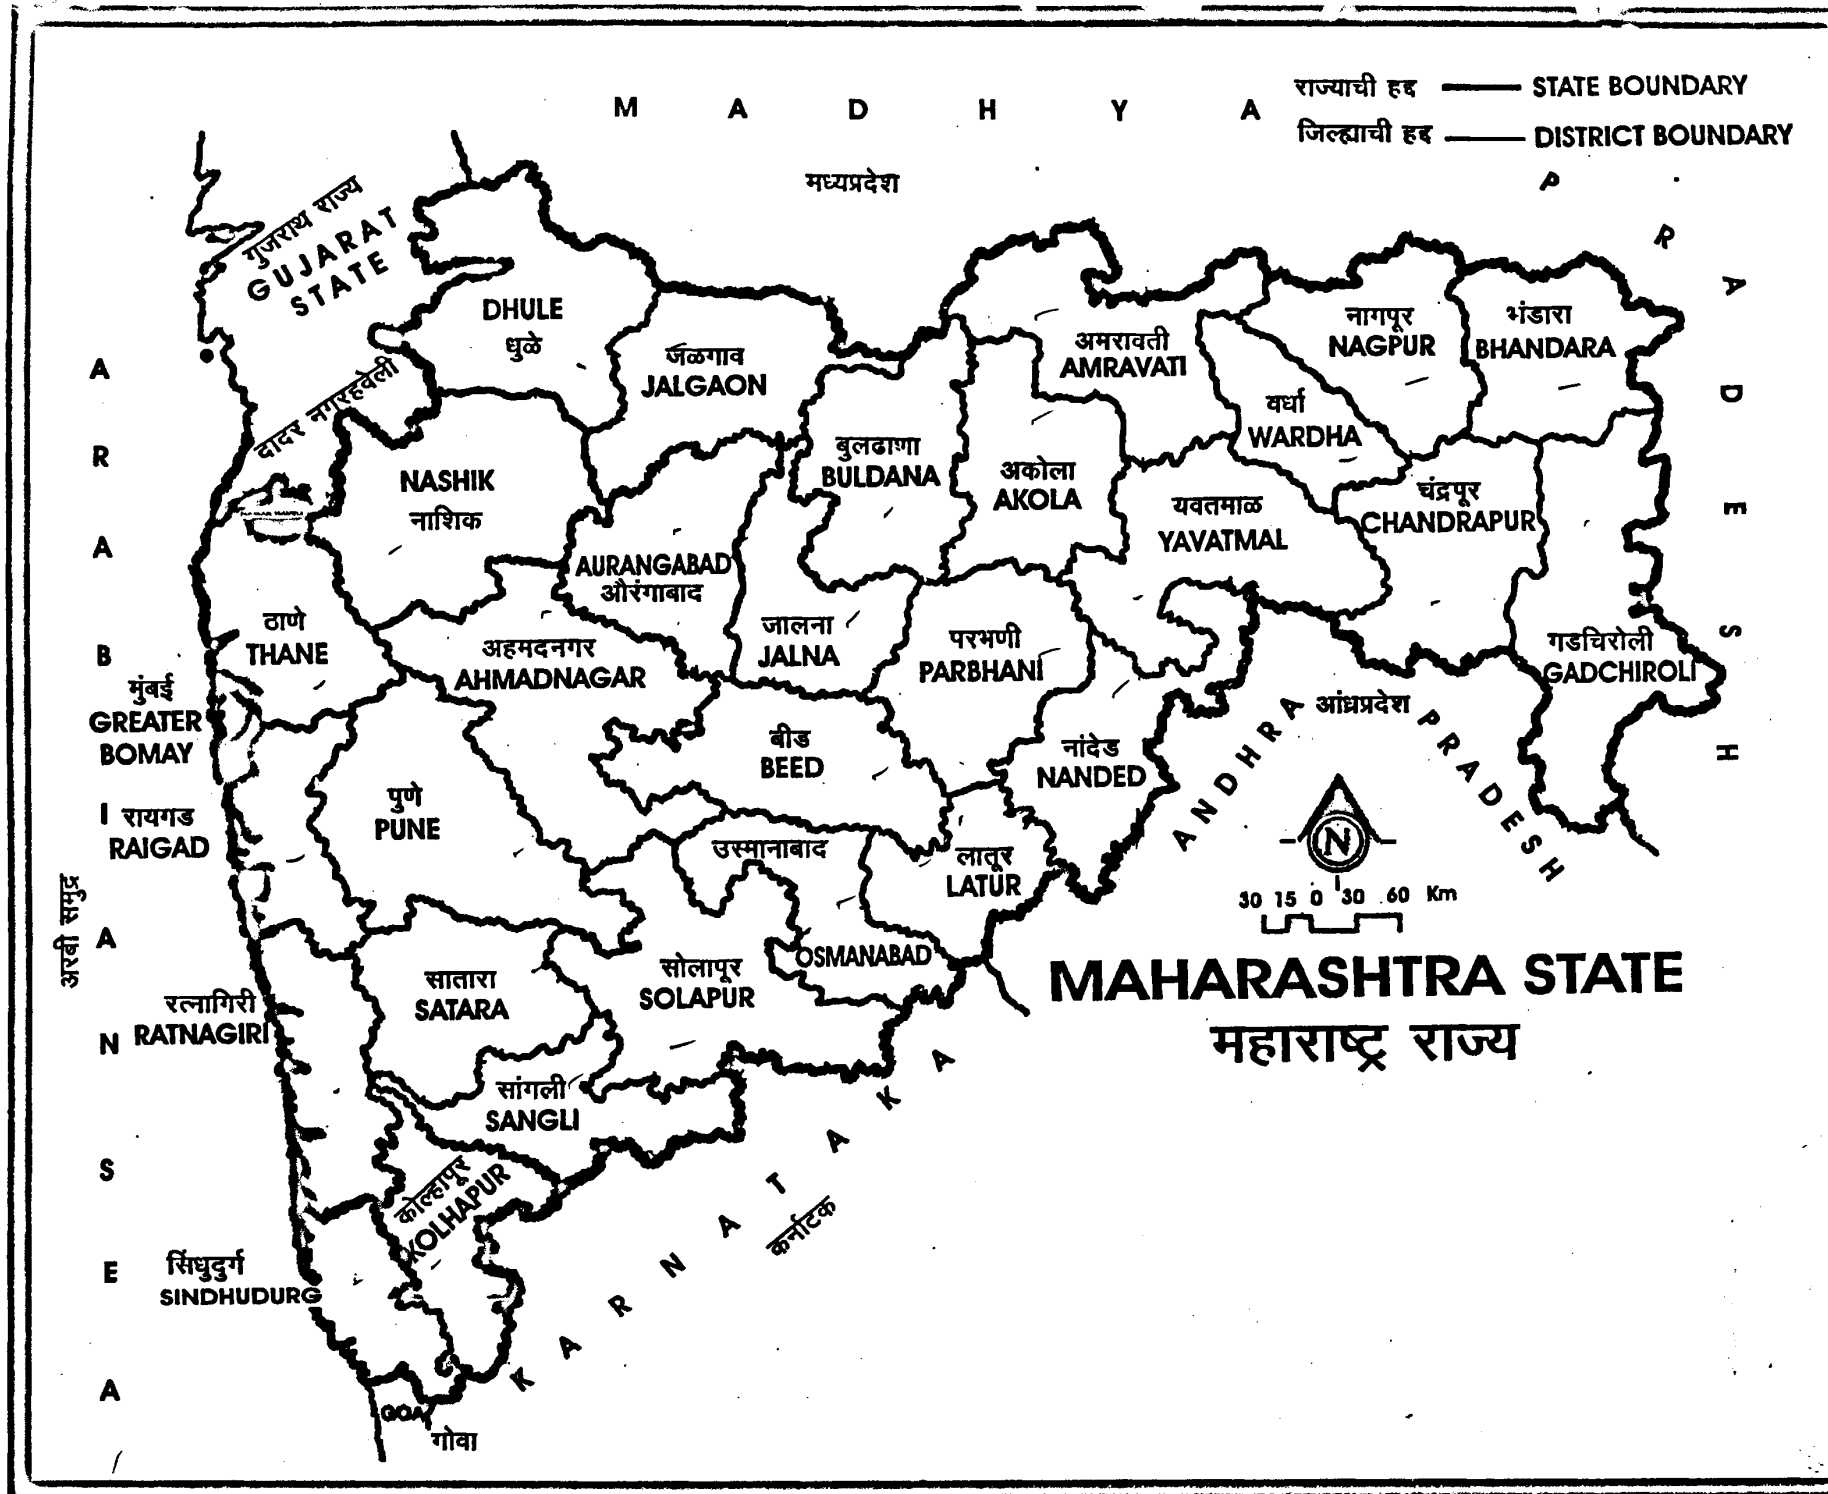 राज्याची हद्द STATE BOUNDARY
जिल्ह्याची हद्द DISTRICT BOUNDARY
MADHYA PRADESH
मध्यप्रदेश
गुजराथ राज्य
GUJARAT
STATE
दादर नगरहवेली
DHULE
धुळे
जळगाव
JALGAON
बुलढाणा
BULDANA
अकोला
AKOLA
अमरावती
AMRAVATI
वर्धा
WARDHA
नागपूर
NAGPUR
भंडारा
BHANDARA
चंद्रपूर
CHANDRAPUR
गडचिरोली
GADCHIROLI
यवतमाळ
YAVATMAL
NASHIK
नाशिक
AURANGABAD
औरंगाबाद
जालना
JALNA
परभणी
PARBHANI
नांदेड
NANDED
ठाणे
THANE
अहमदनगर
AHMADNAGAR
बीड
BEED
मुंबई
GREATER
BOMAY
पुणे
PUNE
रायगड
RAIGAD
उस्मानाबाद
OSMANABAD
लातूर
LATUR
सातारा
SATARA
सोलापूर
SOLAPUR
रत्नागिरी
RATNAGIRI
सांगली
SANGLI
कोल्हापूर
KOLHAPUR
सिंधुदुर्ग
SINDHUDURG
GOA
गोवा
ARABIAN SEA
अरबी समुद्र
KARNATAKA
कर्नाटक
आंध्रप्रदेश
ANDHRA PRADESH
N
30 15 0 30 60 Km
MAHARASHTRA STATE
महाराष्ट्र राज्य